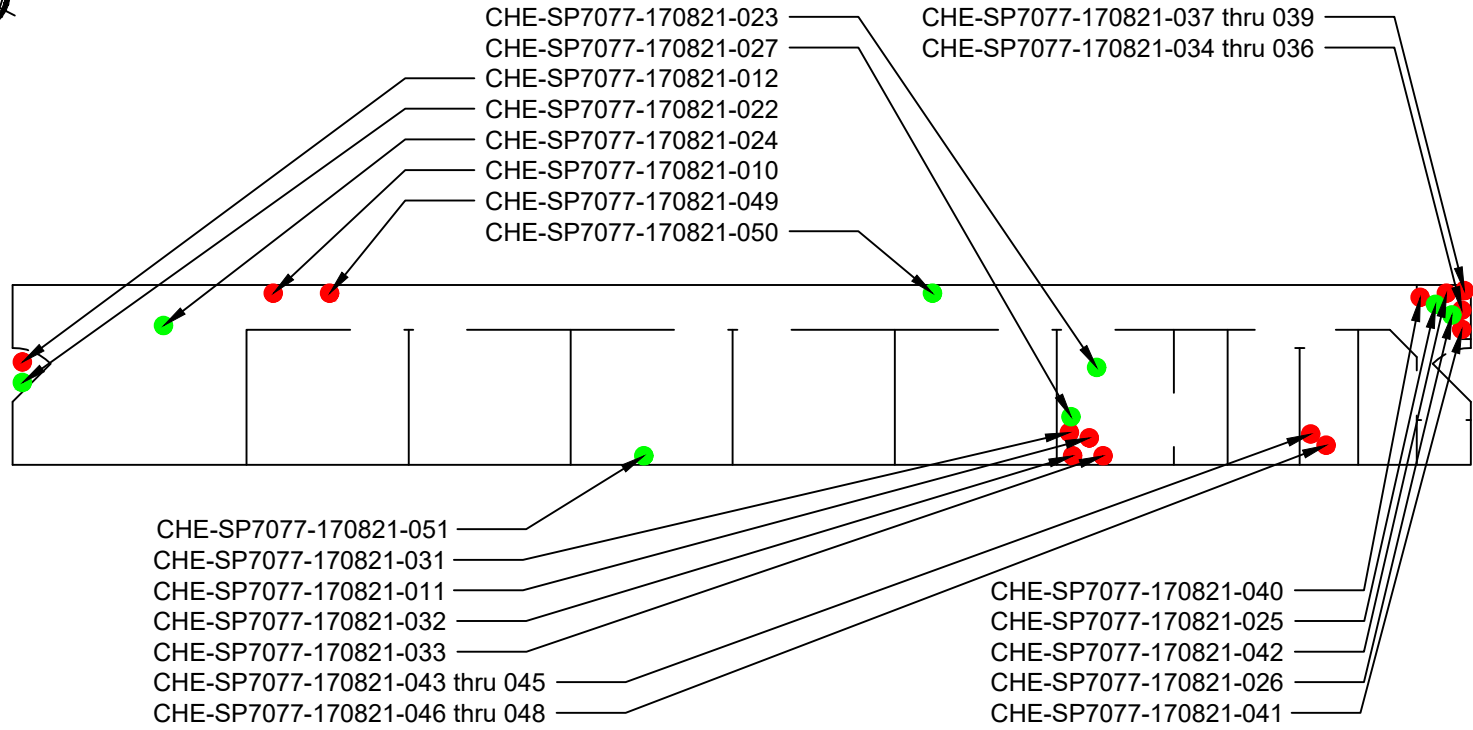 CHE-SP7077-170821-023
CHE-SP7077-170821-027
CHE-SP7077-170821-012
CHE-SP7077-170821-022
CHE-SP7077-170821-024
CHE-SP7077-170821-010
CHE-SP7077-170821-049
CHE-SP7077-170821-050
CHE-SP7077-170821-037 thru 039
CHE-SP7077-170821-034 thru 036
CHE-SP7077-170821-051
CHE-SP7077-170821-031
CHE-SP7077-170821-011
CHE-SP7077-170821-032
CHE-SP7077-170821-033
CHE-SP7077-170821-043 thru 045
CHE-SP7077-170821-046 thru 048
CHE-SP7077-170821-040
CHE-SP7077-170821-025
CHE-SP7077-170821-042
CHE-SP7077-170821-026
CHE-SP7077-170821-041